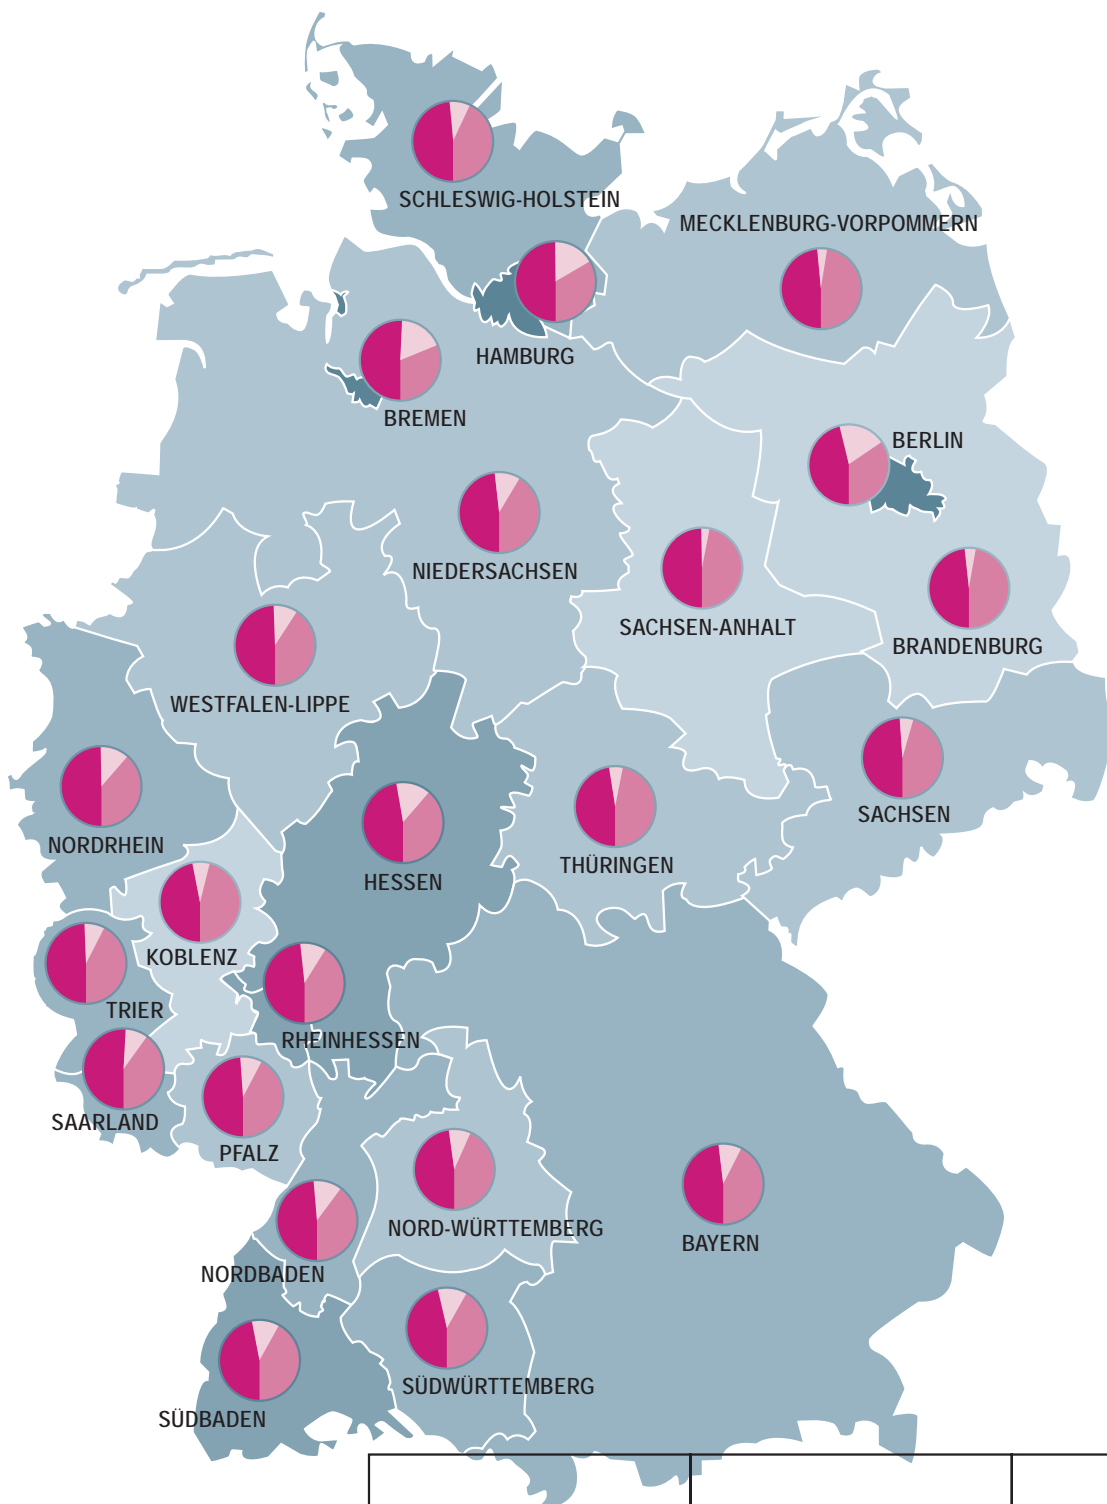 SCHLESWIG-HOLSTEIN
MECKLENBURG-VORPOMMERN
HAMBURG
BREMEN
BERLIN
NIEDERSACHSEN
SACHSEN-ANHALT
BRANDENBURG
WESTFALEN-LIPPE
SACHSEN
NORDRHEIN
THÜRINGEN
HESSEN
KOBLENZ
TRIER
RHEINHESSEN
SAARLAND
PFALZ
NORD-WÜRTTEMBERG
BAYERN
NORDBADEN
SÜDWÜRTTEMBERG
SÜDBADEN